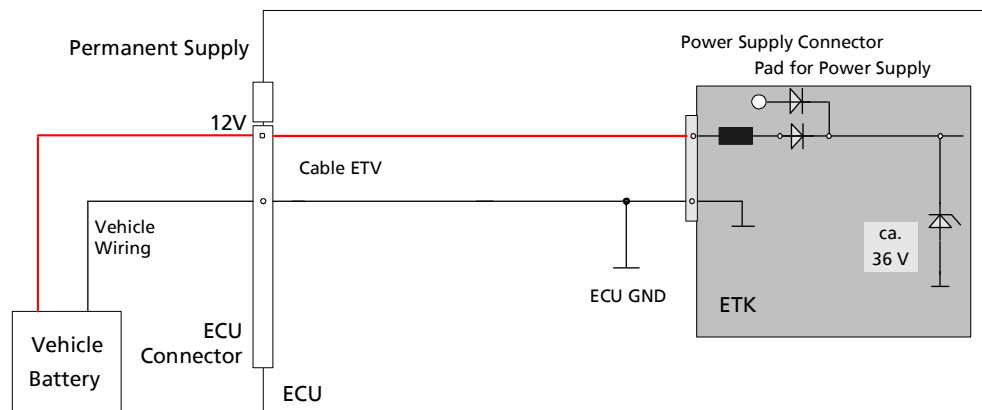 Permanent Supply
Power Supply Connector
Pad for Power Supply
12V
Cable ETV
Vehicle
Wiring
ca.
36 V
ECU GND
ETK
ECU
Connector
Vehicle
Battery
ECU